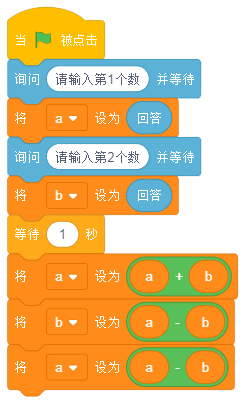 当 被点击
询问 请输入第1个数 并等待
将 a 设为 回答
询问 请输入第2个数 并等待
将 b 设为 回答
等待 1 秒
将 a 设为 a + b
将 b 设为 a - b
将 a 设为 a - b